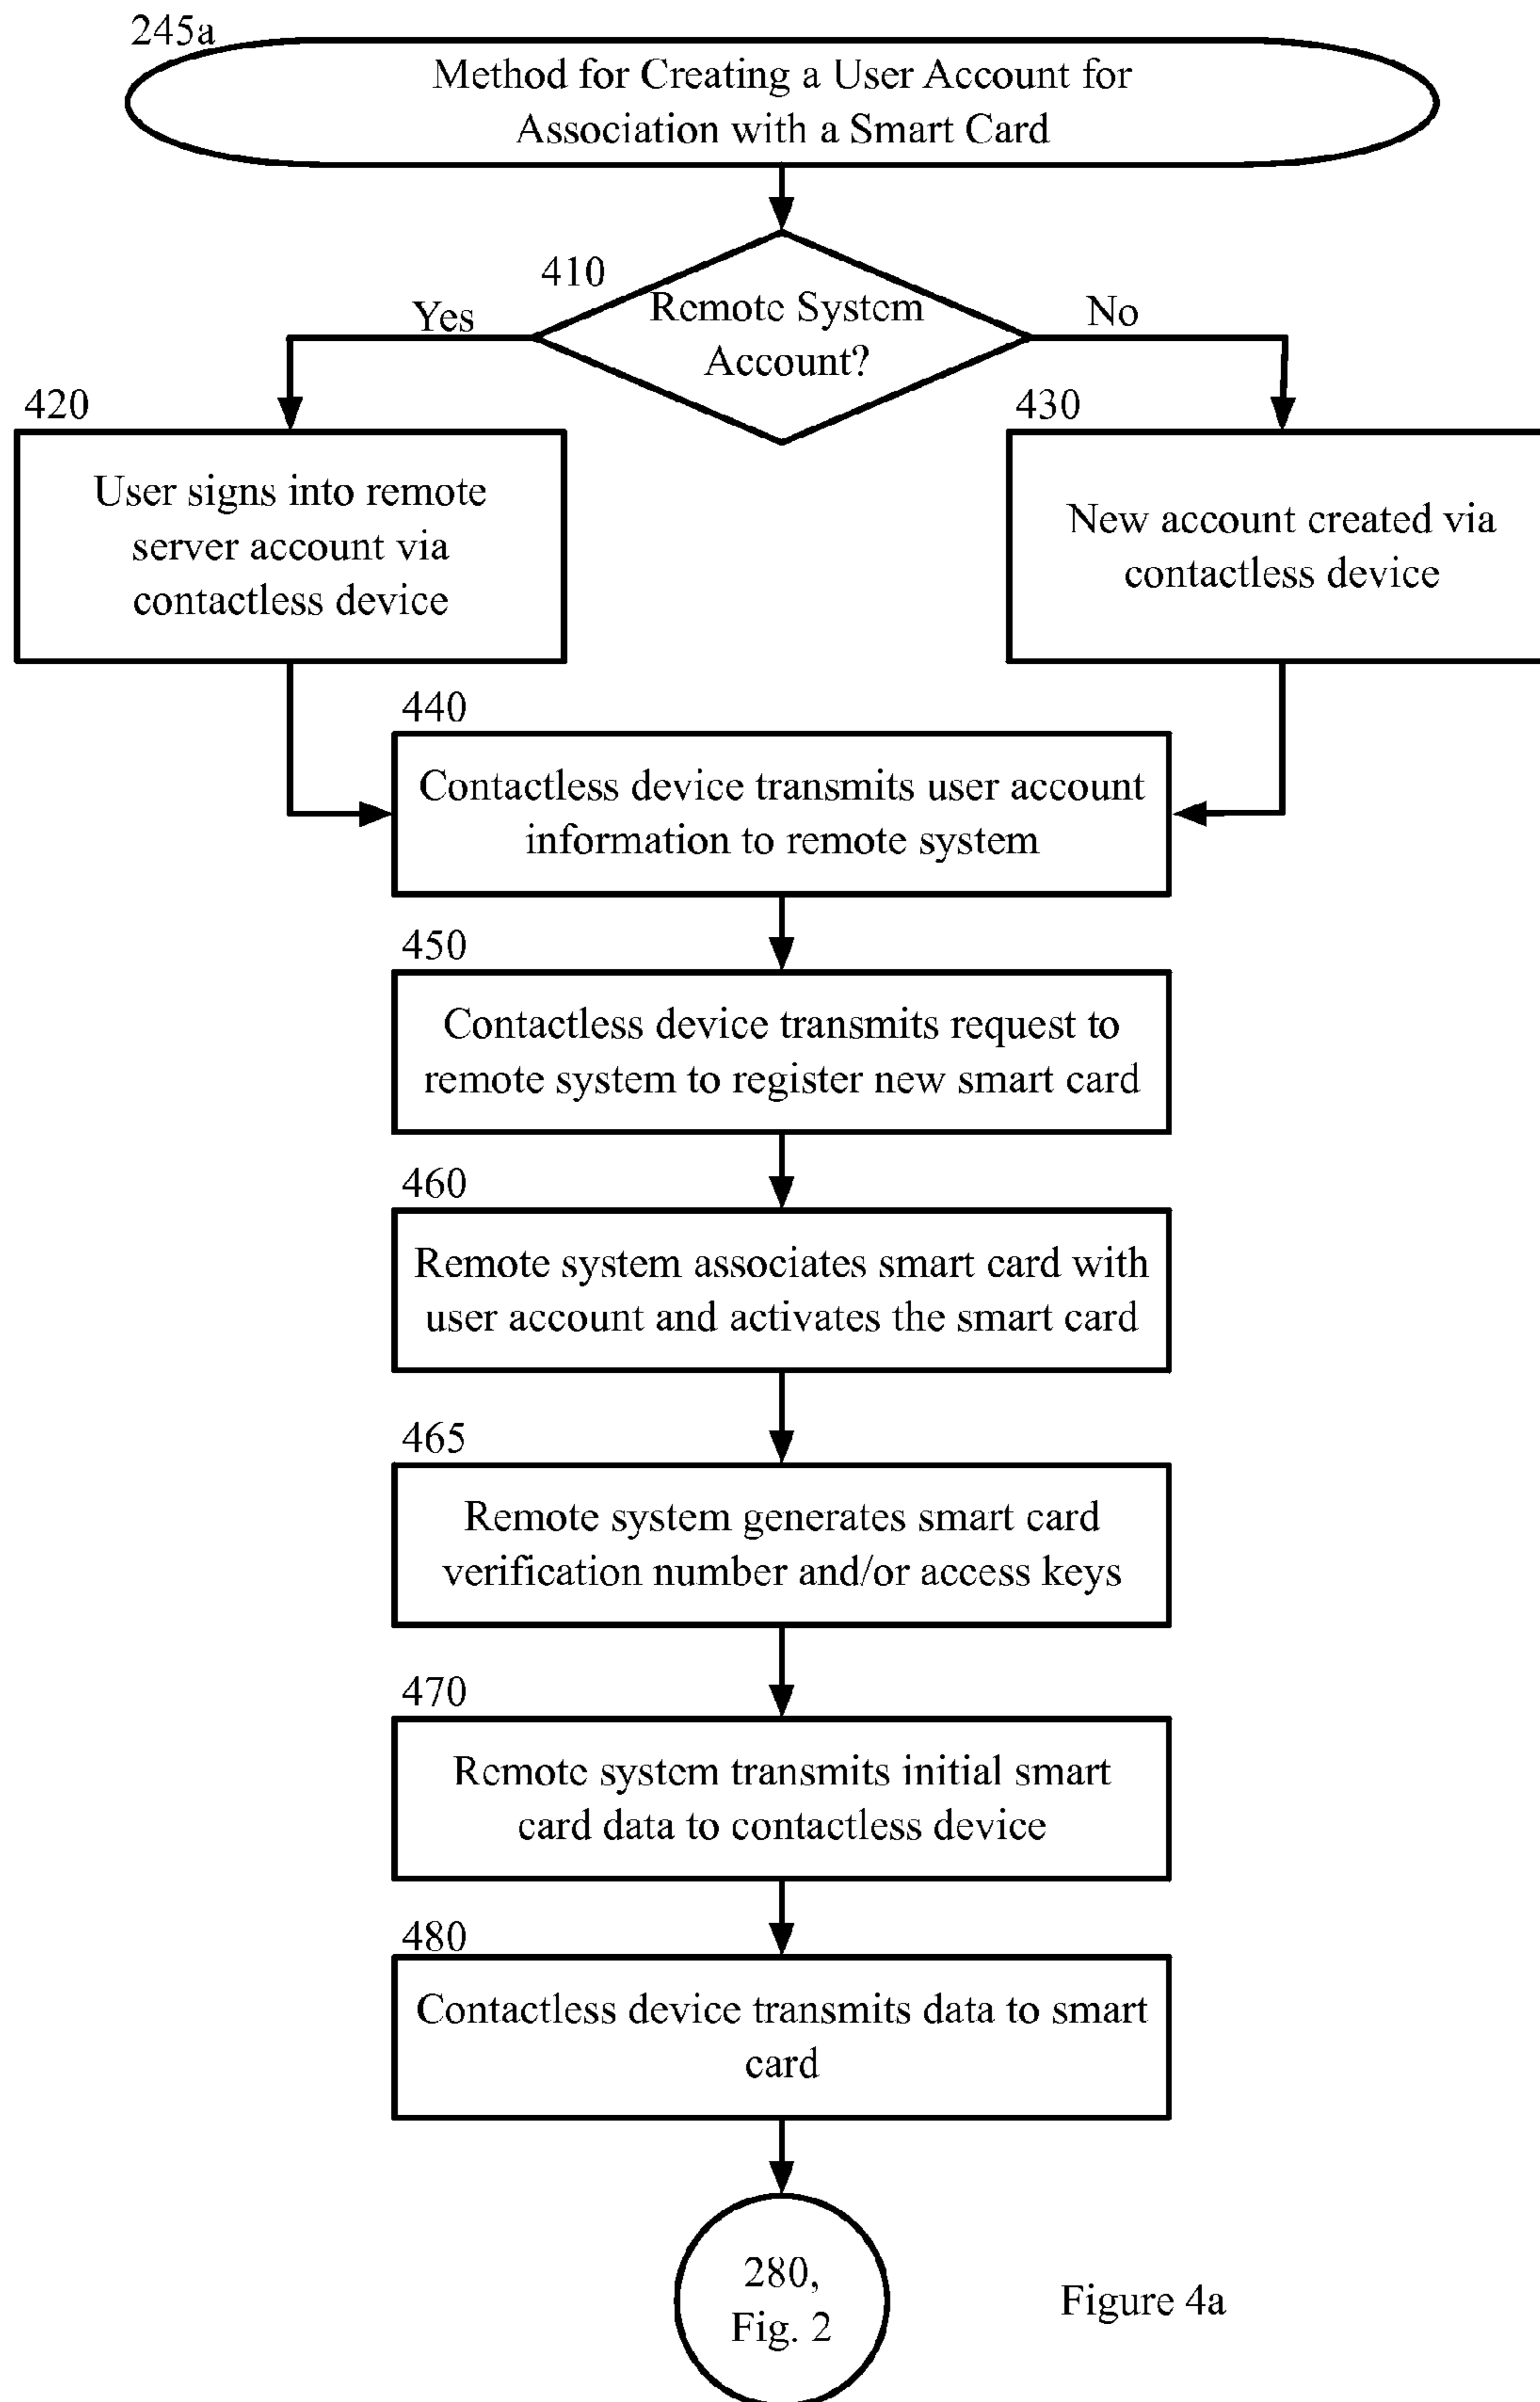 245a
Method for Creating a User Account for
Association with a Smart Card
410
Remote System
Account?
Yes
No
420
User signs into remote
server account via
contactless device
430
New account created via
contactless device
440
Contactless device transmits user account
information to remote system
450
Contactless device transmits request to
remote system to register new smart card
460
Remote system associates smart card with
user account and activates the smart card
465
Remote system generates smart card
verification number and/or access keys
470
Remote system transmits initial smart
card data to contactless device
480
Contactless device transmits data to smart
card
280,
Fig. 2
Figure 4a